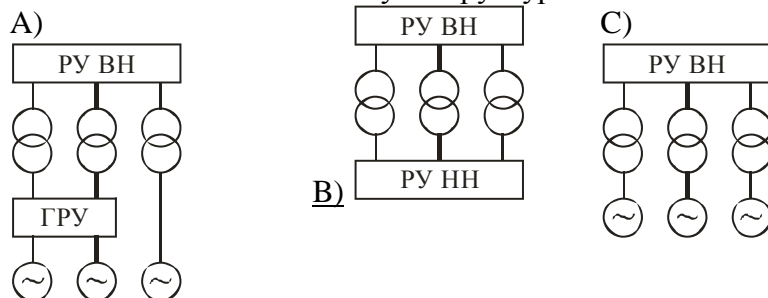 A)
РУ ВН
ГРУ
~ ~ ~
РУ ВН
B)
РУ НН
C)
РУ ВН
~ ~ ~